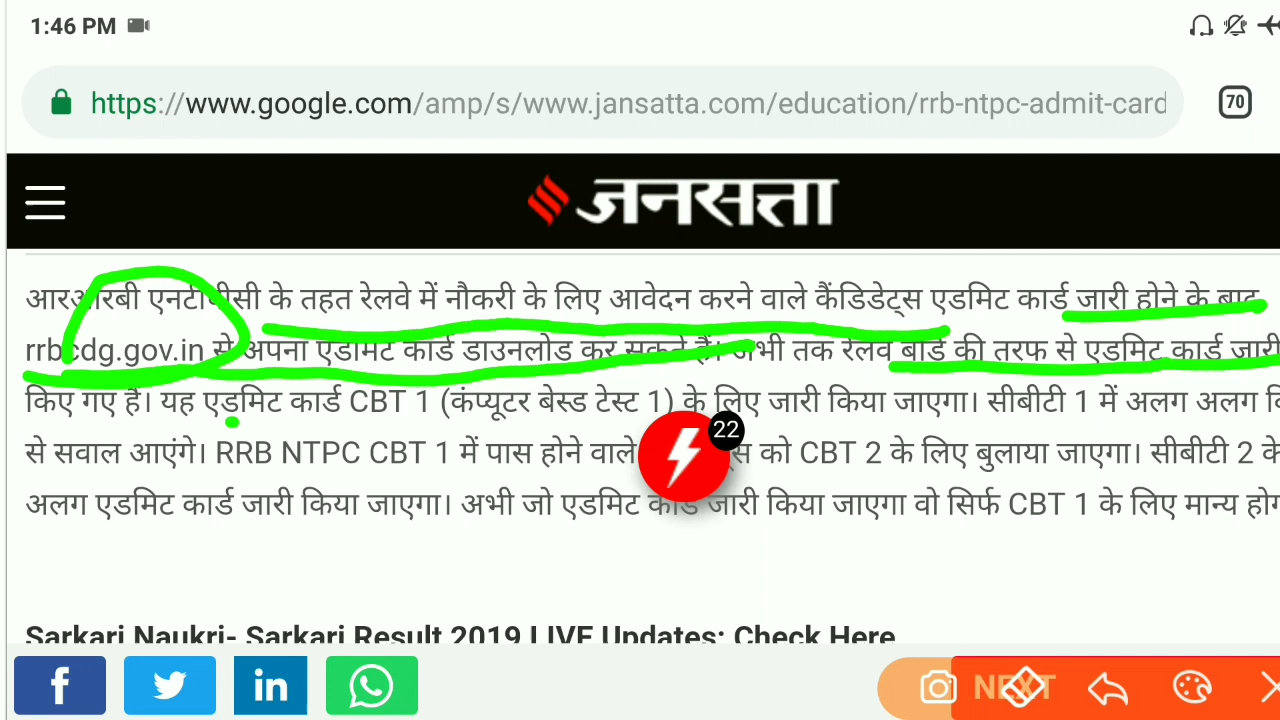 1:46 PM
https://www.google.com/amp/s/www.jansatta.com/education/rrb-ntpc-admit-card
70
जनसत्ता
आरआरबी एनटीपीसी के तहत रेलवे में नौकरी के लिए आवेदन करने वाले कैंडिडेट्स एडमिट कार्ड जारी होने के बाद
rrbcdg.gov.in से अपना एडमिट कार्ड डाउनलोड कर सकते हैं। अभी तक रेलवे बोर्ड की तरफ से एडमिट कार्ड जारी
किए गए है। यह एडमिट कार्ड CBT 1 (कंप्यूटर बेस्ड टेस्ट 1) के लिए जारी किया जाएगा। सीबीटी 1 में अलग अलग
से सवाल आएंगे। RRB NTPC CBT 1 में पास होने वाले को CBT 2 के लिए बुलाया जाएगा। सीबीटी 2 के
अलग एडमिट कार्ड जारी किया जाएगा। अभी जो एडमिट कार्ड जारी किया जाएगा वो सिर्फ CBT 1 के लिए मान्य
22
Sarkari Naukri- Sarkari Result 2019 LIVE Updates: Check Here
NEXT